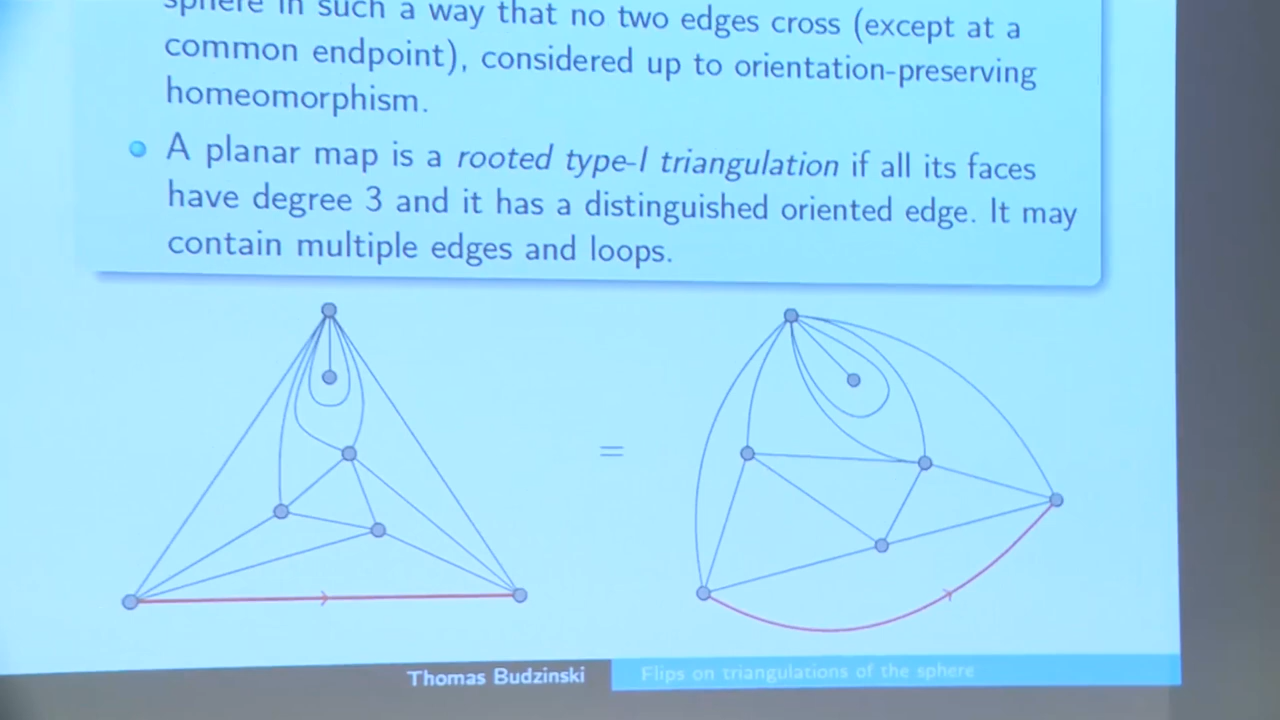 sphere in such a way that no two edges cross (except at a
common endpoint), considered up to orientation-preserving
homeomorphism.
A planar map is a rooted type-I triangulation if all its faces
have degree 3 and it has a distinguished oriented edge. It may
contain multiple edges and loops.
=
Thomas Budzinski
Flips on triangulations of the sphere